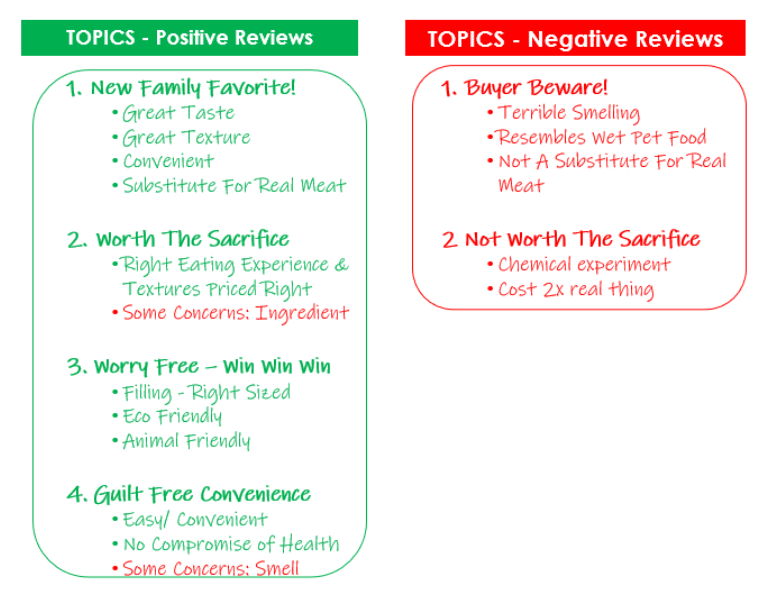 TOPICS - Positive Reviews
1. New Family Favorite!
• Great Taste
• Great Texture
• Convenient
• Substitute For Real Meat
2. Worth The Sacrifice
• Right Eating Experience &
Textures Priced Right
• Some Concerns: Ingredient
3. Worry Free – Win Win Win
• Filling - Right Sized
• Eco Friendly
• Animal Friendly
4. Guilt Free Convenience
• Easy/ Convenient
• No Compromise of Health
• Some Concerns: Smell
TOPICS - Negative Reviews
1. Buyer Beware!
• Terrible Smelling
• Resembles Wet Pet Food
• Not A Substitute For Real
Meat
2 Not Worth The Sacrifice
• Chemical experiment
• Cost 2x real thing